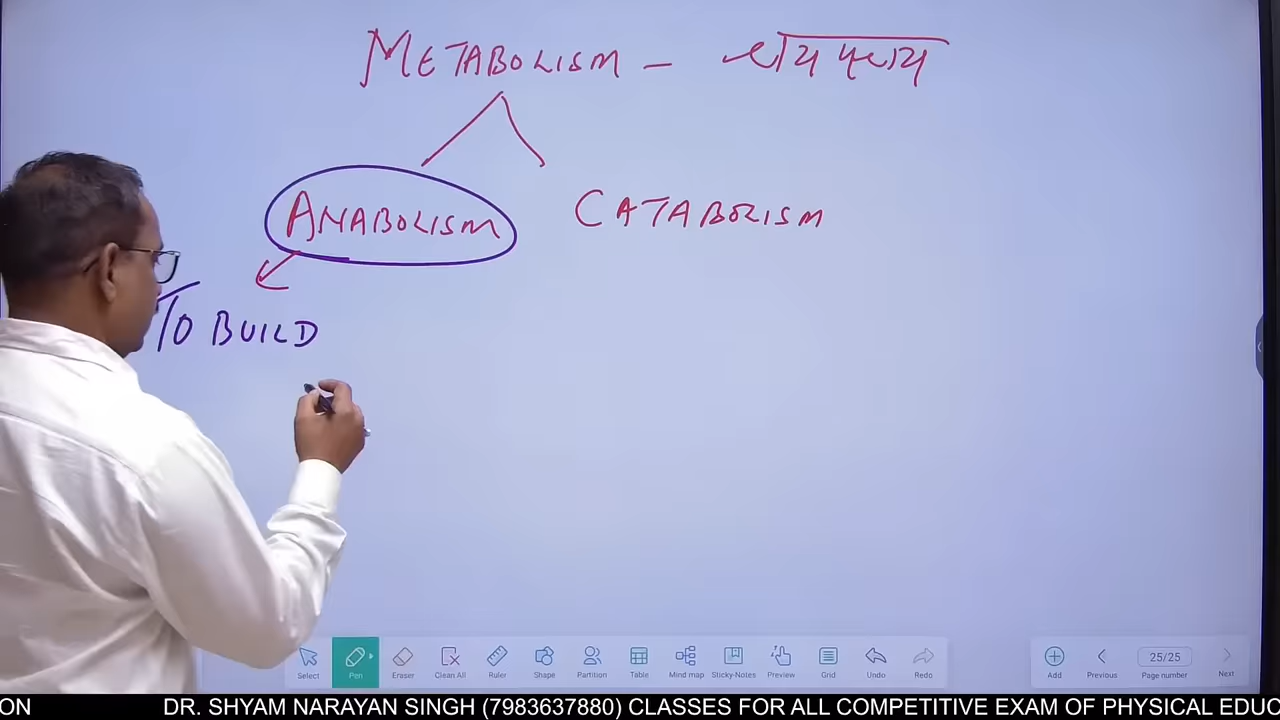 METABOLISM -
ANABOLISM CATABOLISM
TO BUILD
Select Pen Eraser Clean All Ruler Shape Partition Table Mind map Sticky-Notes Preview Grid Undo Redo Add Previous 25/25 Page number Next
ON DR. SHYAM NARAYAN SINGH (7983637880) CLASSES FOR ALL COMPETITIVE EXAM OF PHYSICAL EDUC